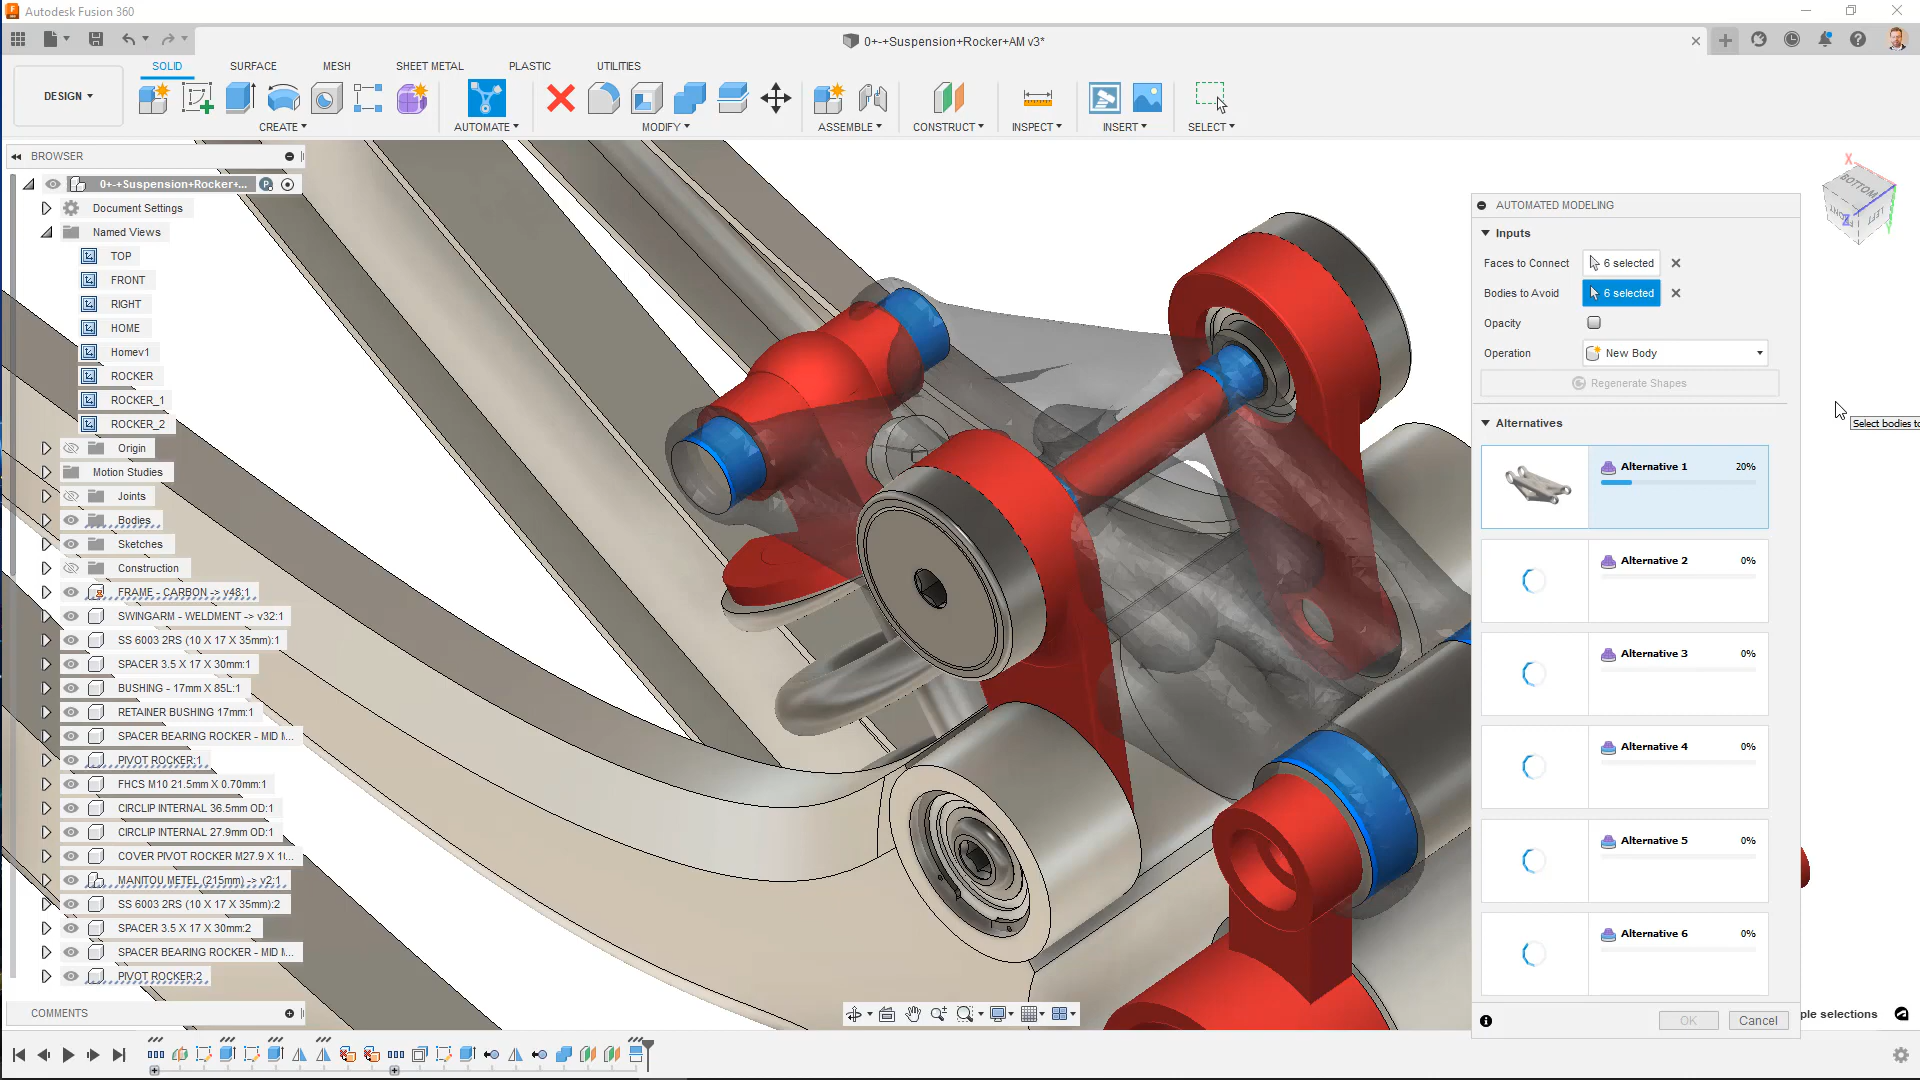 Autodesk Fusion 360
0+-+Suspension+Rocker+AM v3*
DESIGN
SOLID
SURFACE
MESH
SHEET METAL
PLASTIC
UTILITIES
CREATE
AUTOMATE
MODIFY
ASSEMBLE
CONSTRUCT
INSPECT
INSERT
SELECT
BROWSER
0+-+Suspension+Rocker+...
Document Settings
Named Views
TOP
FRONT
RIGHT
HOME
Homev1
ROCKER
ROCKER_1
ROCKER_2
Origin
Motion Studies
Joints
Bodies
Sketches
Construction
FRAME - CARBON -> v48:1
SWINGARM - WELDMENT -> v32:1
SS 6003 2RS (10 X 17 X 35mm):1
SPACER 3.5 X 17 X 30mm:1
BUSHING - 17mm X 85L:1
RETAINER BUSHING 17mm:1
SPACER BEARING ROCKER - MID M...
PIVOT ROCKER:1
FHCS M10 21.5mm X 0.70mm:1
CIRCLIP INTERNAL 36.5mm OD:1
CIRCLIP INTERNAL 27.9mm OD:1
COVER PIVOT ROCKER M27.9 X 1(...
MANITOU METEL (215mm) -> v2:1
SS 6003 2RS (10 X 17 X 35mm):2
SPACER 3.5 X 17 X 30mm:2
SPACER BEARING ROCKER - MID M...
PIVOT ROCKER:2
COMMENTS
X
BOTTOM
FRONT
LEFT
Z
Y
AUTOMATED MODELING
Inputs
Faces to Connect 6 selected
Bodies to Avoid 6 selected
Opacity
Operation New Body
Regenerate Shapes
Alternatives
Alternative 1 20%
Alternative 2 0%
Alternative 3 0%
Alternative 4 0%
Alternative 5 0%
Alternative 6 0%
OK
Cancel
Select bodies to
ple selections